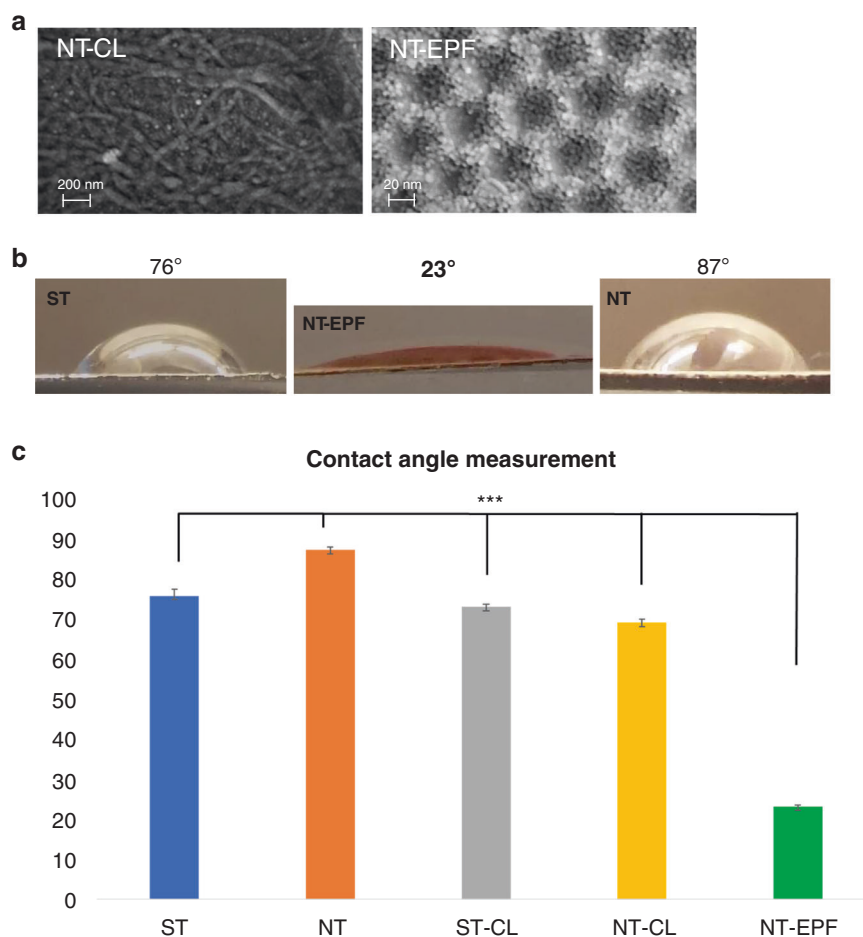 a
NT-CL
NT-EPF
200 nm
20 nm
b
76°
23°
87°
ST
NT-EPF
NT
c
Contact angle measurement
***
100
90
80
70
60
50
40
30
20
10
0
ST
NT
ST-CL
NT-CL
NT-EPF